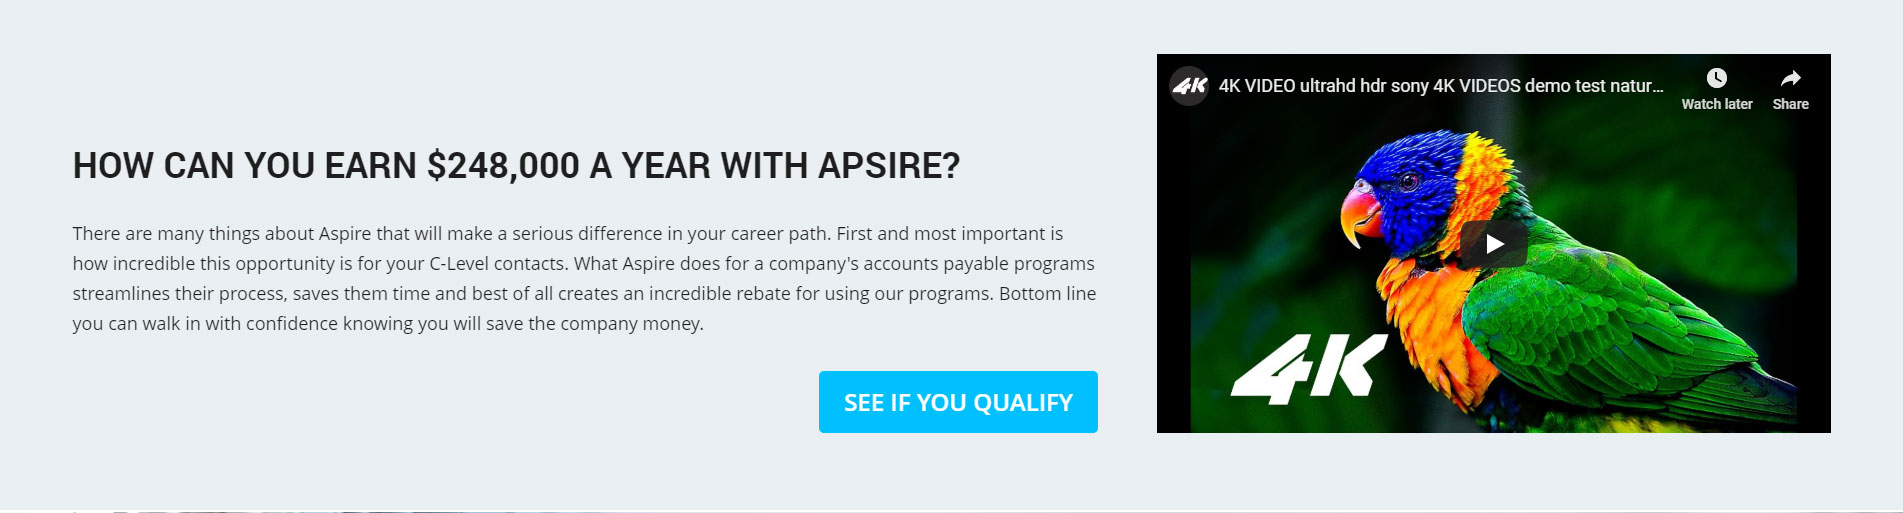 4K 4K VIDEO ultrahd hdr sony 4K VIDEOS demo test natur...
Watch later Share
HOW CAN YOU EARN $248,000 A YEAR WITH APSIRE?
There are many things about Aspire that will make a serious difference in your career path. First and most important is
how incredible this opportunity is for your C-Level contacts. What Aspire does for a company's accounts payable programs
streamlines their process, saves them time and best of all creates an incredible rebate for using our programs. Bottom line
you can walk in with confidence knowing you will save the company money.
4K
SEE IF YOU QUALIFY